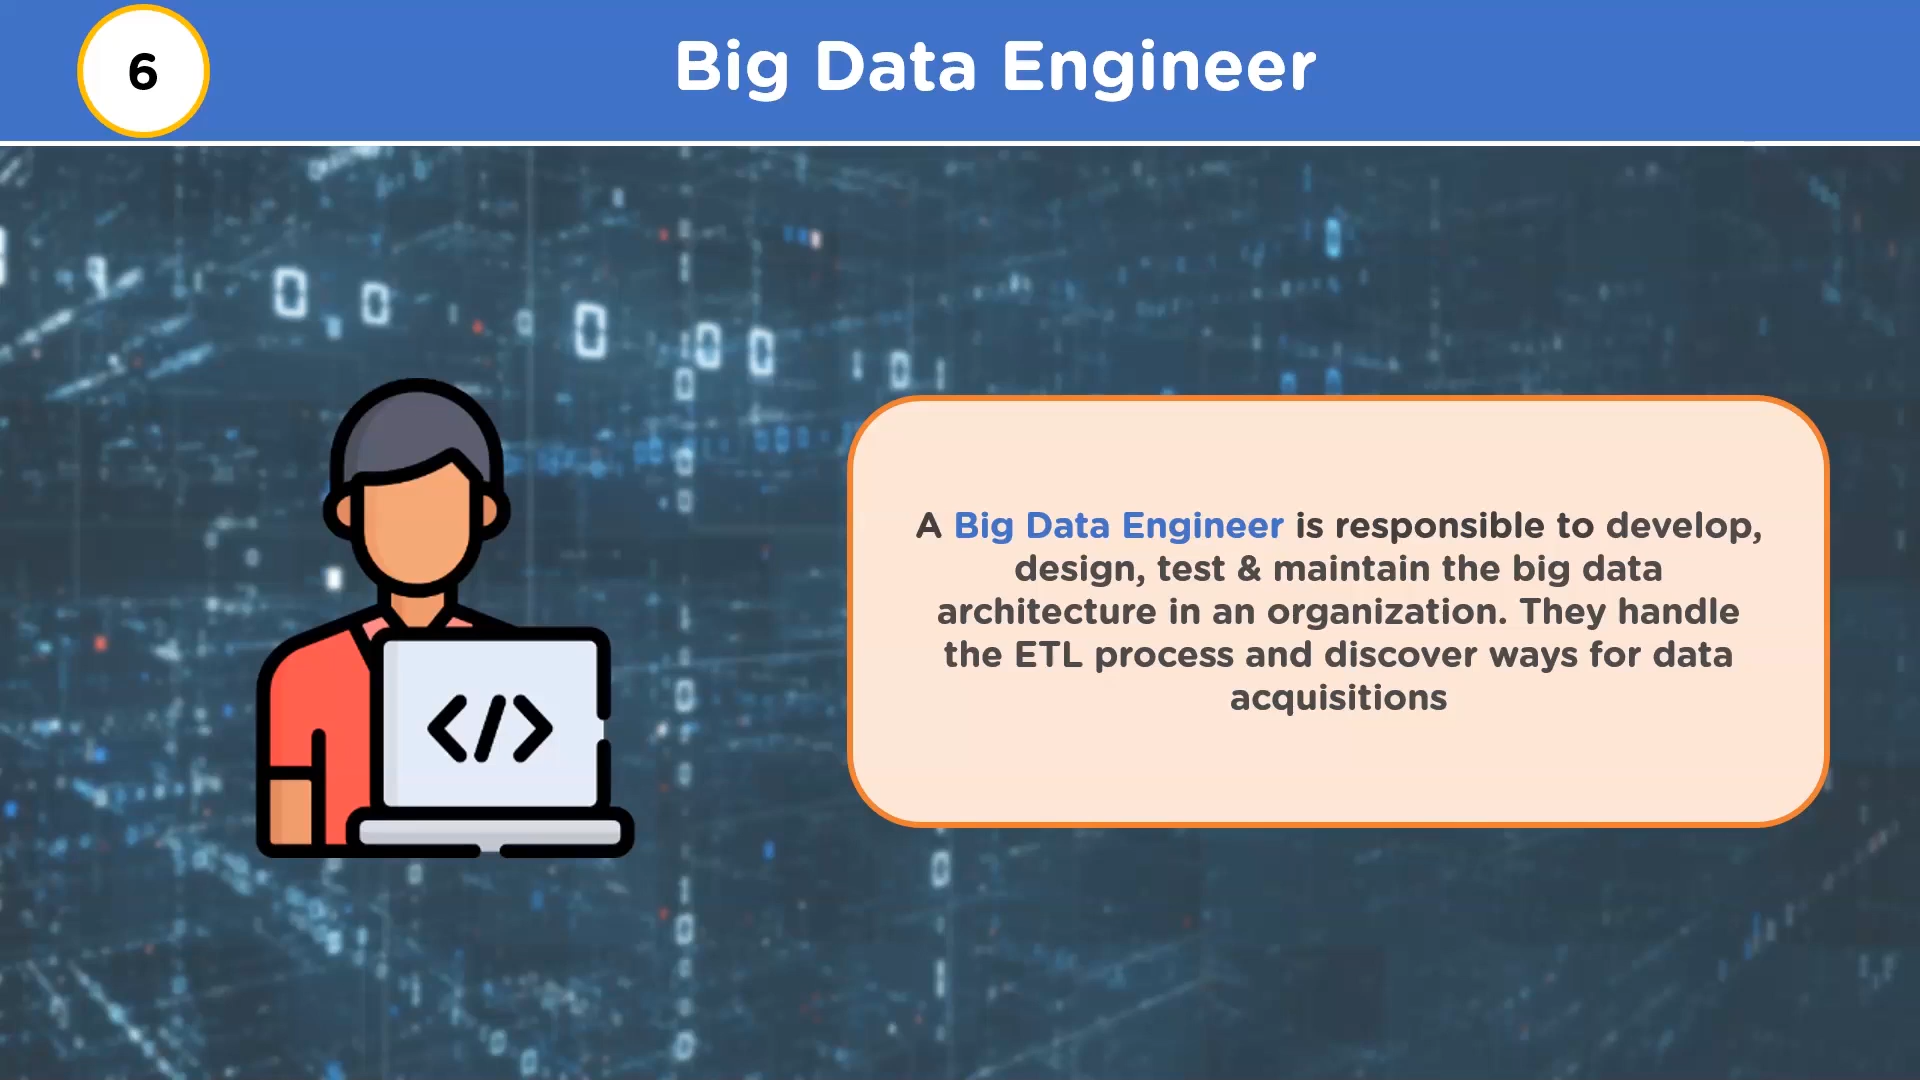 6
Big Data Engineer
A Big Data Engineer is responsible to develop,
design, test & maintain the big data
architecture in an organization. They handle
the ETL process and discover ways for data
acquisitions